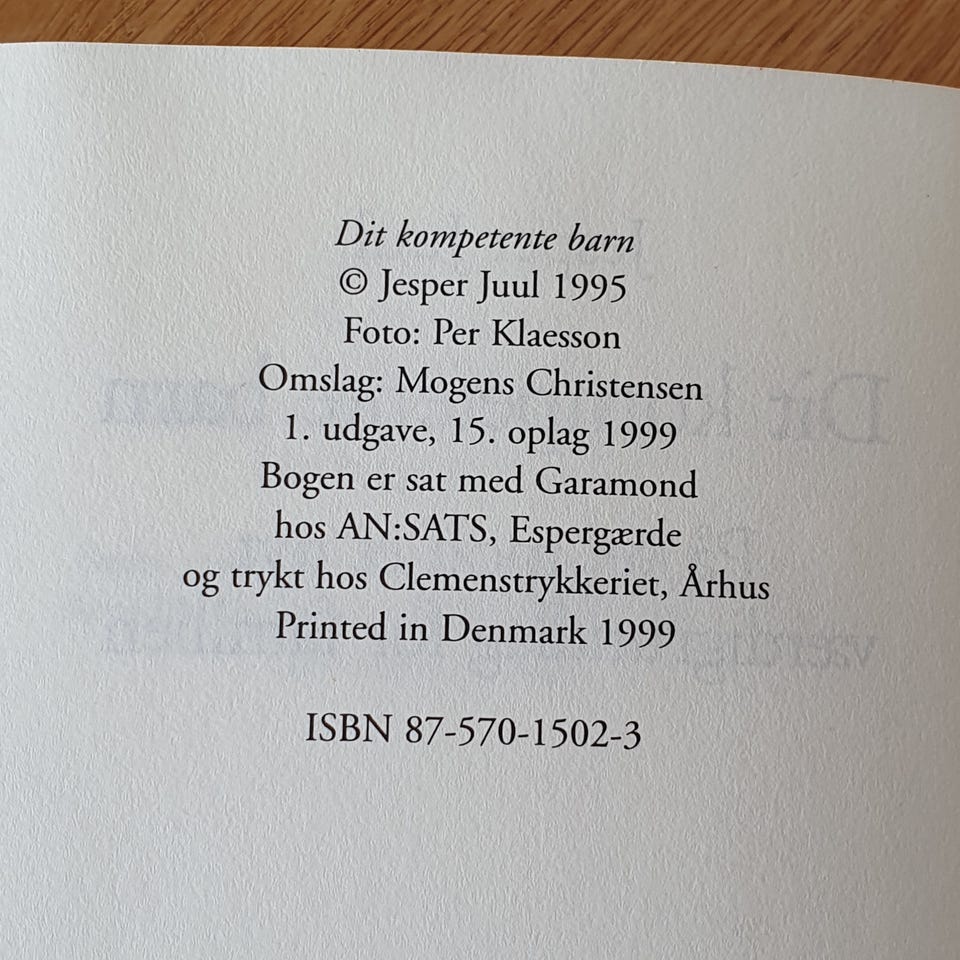 Dit kompetente barn
© Jesper Juul 1995
Foto: Per Klaesson
Omslag: Mogens Christensen
1. udgave, 15. oplag 1999
Bogen er sat med Garamond
hos AN:SATS, Espergærde
og trykt hos Clemenstrykkeriet, Århus
Printed in Denmark 1999
ISBN 87-570-1502-3